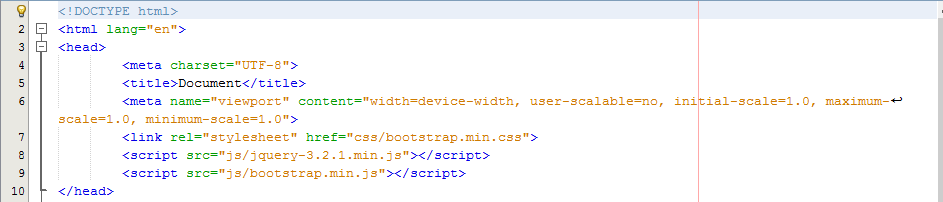 <!DOCTYPE html>
2 <html lang="en">
3 <head>
4 <meta charset="UTF-8">
5 <title>Document</title>
6 <meta name="viewport" content="width=device-width, user-scalable=no, initial-scale=1.0, maximum-
scale=1.0, minimum-scale=1.0">
7 <link rel="stylesheet" href="css/bootstrap.min.css">
8 <script src="js/jquery-3.2.1.min.js"></script>
9 <script src="js/bootstrap.min.js"></script>
10 </head>